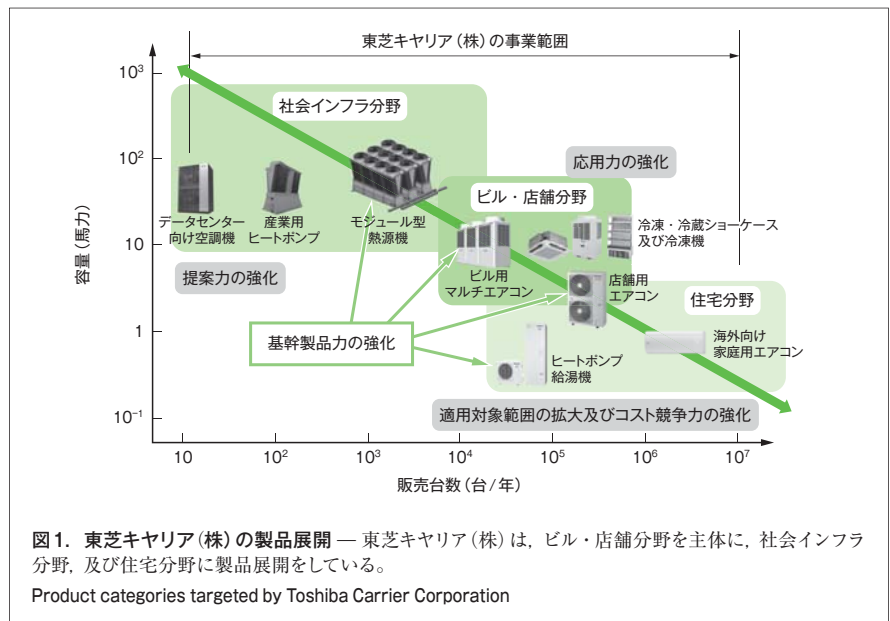 東芝キヤリア(株)の事業範囲
容量(馬力)
10³
10²
10
1
10⁻¹
社会インフラ分野
応用力の強化
ビル・店舗分野
データセンター
向け空調機
産業用
ヒートポンプ
モジュール型
熱源機
冷凍・冷蔵ショーケース
及び冷凍機
提案力の強化
ビル用
マルチエアコン
店舗用
エアコン
住宅分野
基幹製品力の強化
ヒートポンプ
給湯機
海外向け
家庭用エアコン
適用対象範囲の拡大及びコスト競争力の強化
10 10² 10³ 10⁴ 10⁵ 10⁶ 10⁷
販売台数(台/年)
図1. 東芝キヤリア(株)の製品展開 — 東芝キヤリア(株)は,ビル・店舗分野を主体に,社会インフラ
分野,及び住宅分野に製品展開をしている。
Product categories targeted by Toshiba Carrier Corporation